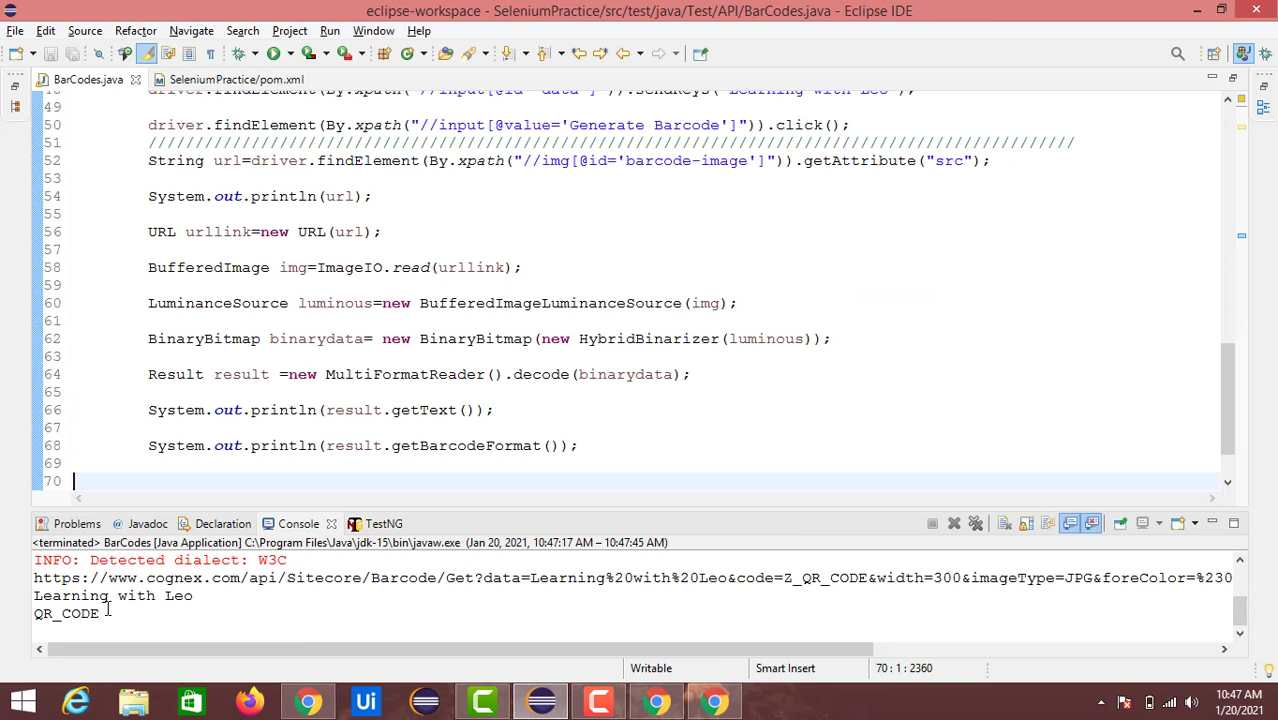 eclipse-workspace - SeleniumPractice/src/test/java/Test/API/BarCodes.java - Eclipse IDE
File Edit Source Refactor Navigate Search Project Run Window Help
BarCodes.java SeleniumPractice/pom.xml
49
50 driver.findElement(By.xpath("//input[@value='Generate Barcode']")).click();
51 ///////////////////////////////////////////////////////////////////////////////////////////////////
52 String url=driver.findElement(By.xpath("//img[@id='barcode-image']")).getAttribute("src");
53
54 System.out.println(url);
55
56 URL urllink=new URL(url);
57
58 BufferedImage img=ImageIO.read(urllink);
59
60 LuminanceSource luminous=new BufferedImageLuminanceSource(img);
61
62 BinaryBitmap binarydata= new BinaryBitmap(new HybridBinarizer(luminous));
63
64 Result result =new MultiFormatReader().decode(binarydata);
65
66 System.out.println(result.getText());
67
68 System.out.println(result.getBarcodeFormat());
69
70
Problems Javadoc Declaration Console TestNG
<terminated> BarCodes [Java Application] C:\Program Files\Java\jdk-15\bin\javaw.exe (Jan 20, 2021, 10:47:17 AM – 10:47:45 AM)
INFO: Detected dialect: W3C
https://www.cognex.com/api/Sitecore/Barcode/Get?data=Learning%20with%20Leo&code=Z_QR_CODE&width=300&imageType=JPG&foreColor=%230
Learning with Leo
QR_CODE
Writable Smart Insert 70 : 1 : 2360
Ui
10:47 AM
1/20/2021